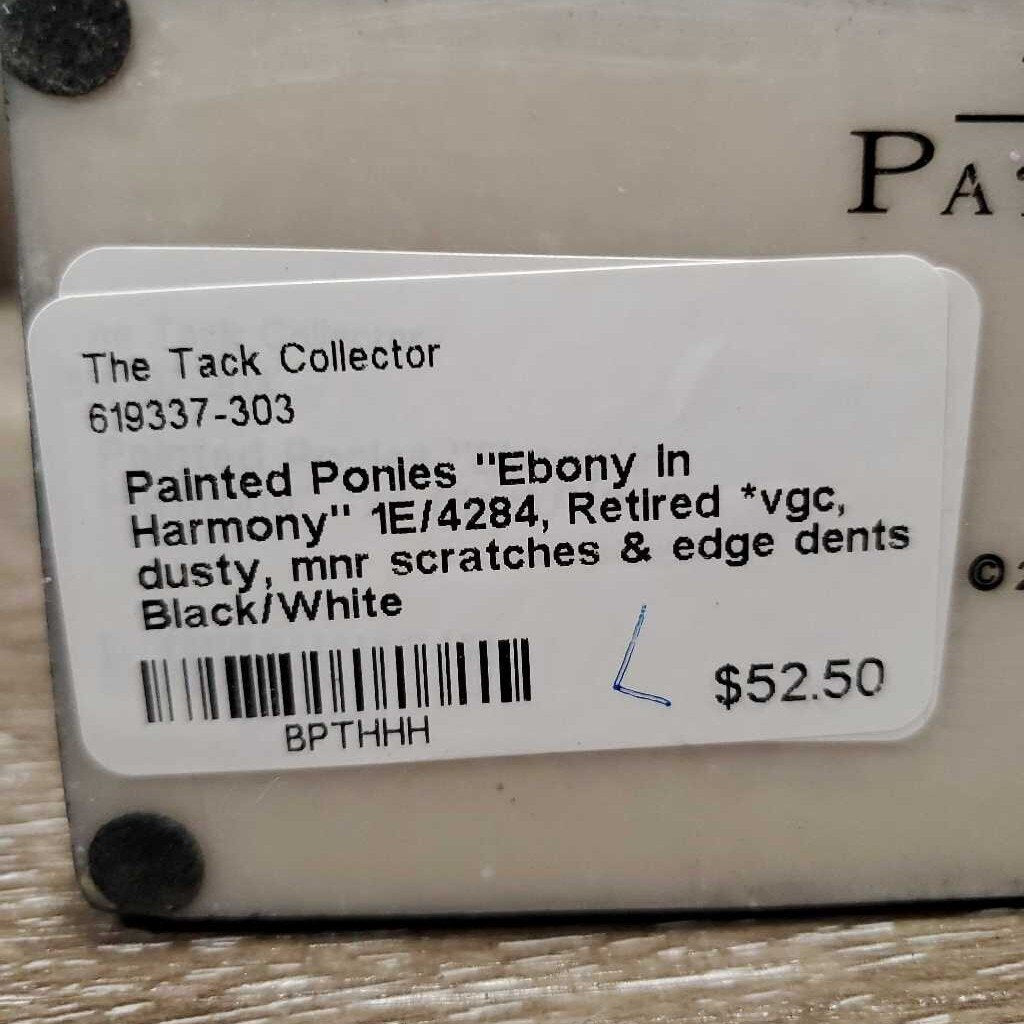 The Tack Collector
619337-303
Painted Ponies "Ebony In
Harmony" 1E/4284, Retired *vgc,
dusty, mnr scratches & edge dents
Black/White
BPTHHH
$52.50
L
©